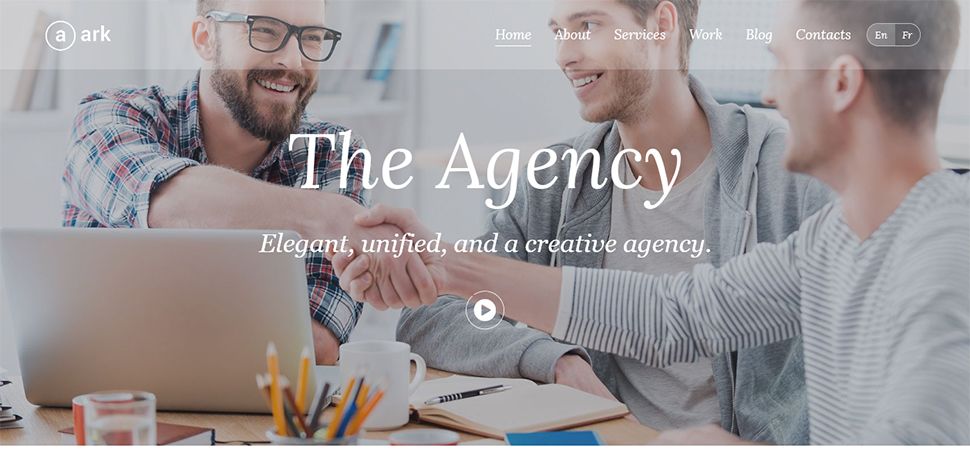 a ark
Home About Services Work Blog Contacts En Fr
The Agency
Elegant, unified, and a creative agency.